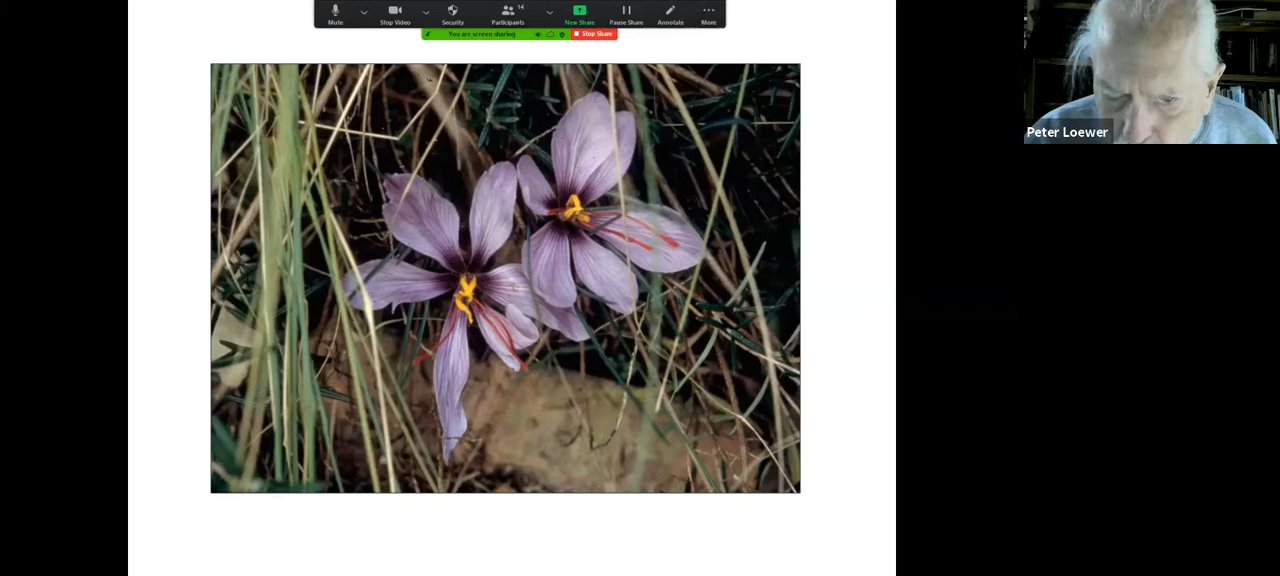 14
Mute
Stop Video
Security
Participants
New Share
Pause Share
Annotate
More
You are screen sharing
Stop Share
Peter Loewer